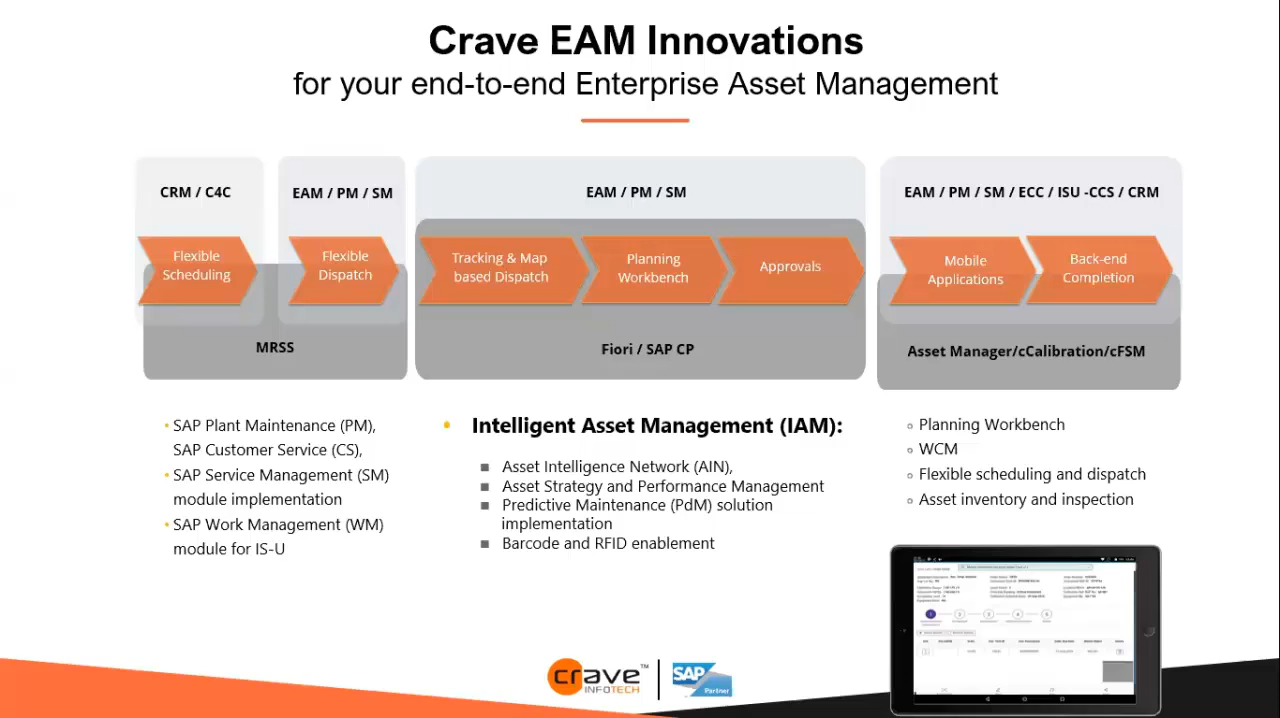 Crave EAM Innovations
for your end-to-end Enterprise Asset Management
CRM / C4C
EAM / PM / SM
EAM / PM / SM
EAM / PM / SM / ECC / ISU -CCS / CRM
Flexible
Scheduling
Flexible
Dispatch
Tracking & Map
based Dispatch
Planning
Workbench
Approvals
Mobile
Applications
Back-end
Completion
MRSS
Fiori / SAP CP
Asset Manager/cCalibration/cFSM
• SAP Plant Maintenance (PM),
SAP Customer Service (CS),
• SAP Service Management (SM)
module implementation
• SAP Work Management (WM)
module for IS-U
• Intelligent Asset Management (IAM):
■ Asset Intelligence Network (AIN),
■ Asset Strategy and Performance Management
■ Predictive Maintenance (PdM) solution
implementation
■ Barcode and RFID enablement
○ Planning Workbench
○ WCM
○ Flexible scheduling and dispatch
○ Asset inventory and inspection
crave™
INFOTECH
SAP
Partner